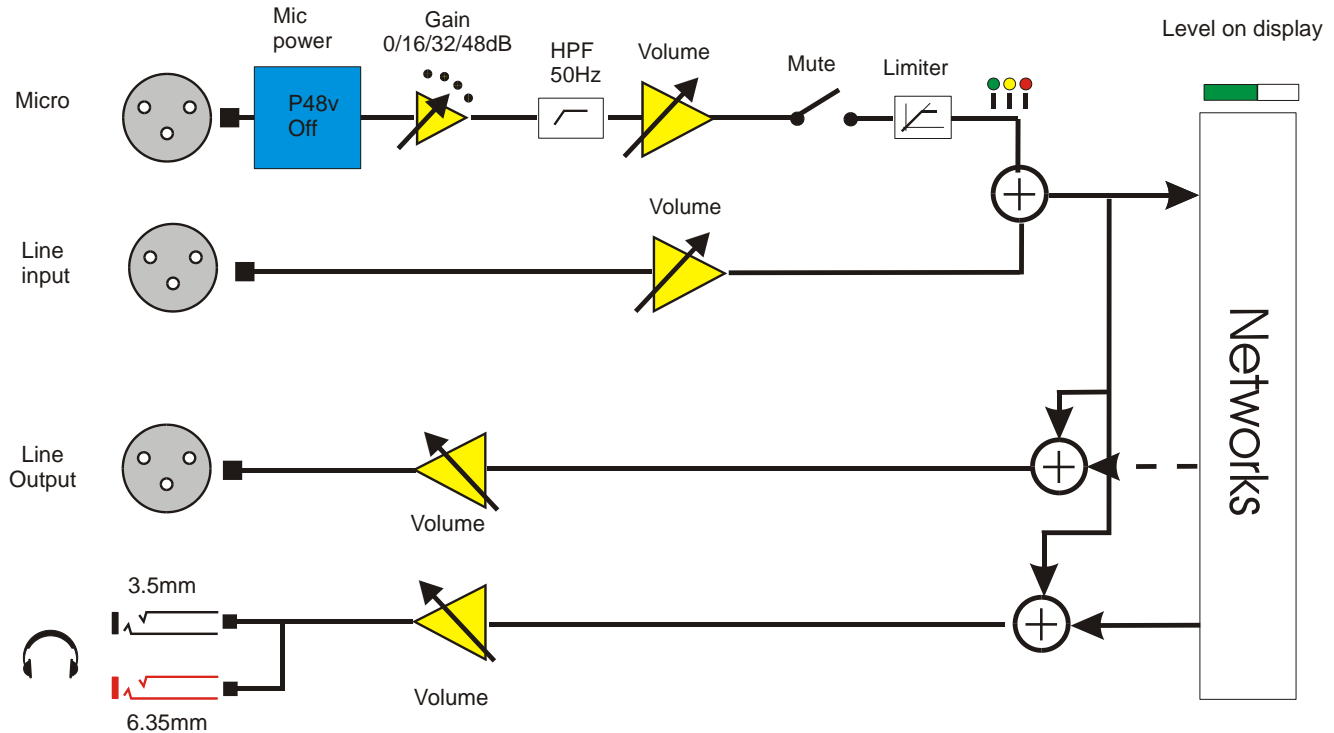 Mic
power
Gain
0/16/32/48dB
HPF
50Hz
Volume
Mute
Limiter
Level on display
Micro
P48v
Off
Volume
Line
input
Networks
Line
Output
Volume
3.5mm
Volume
6.35mm